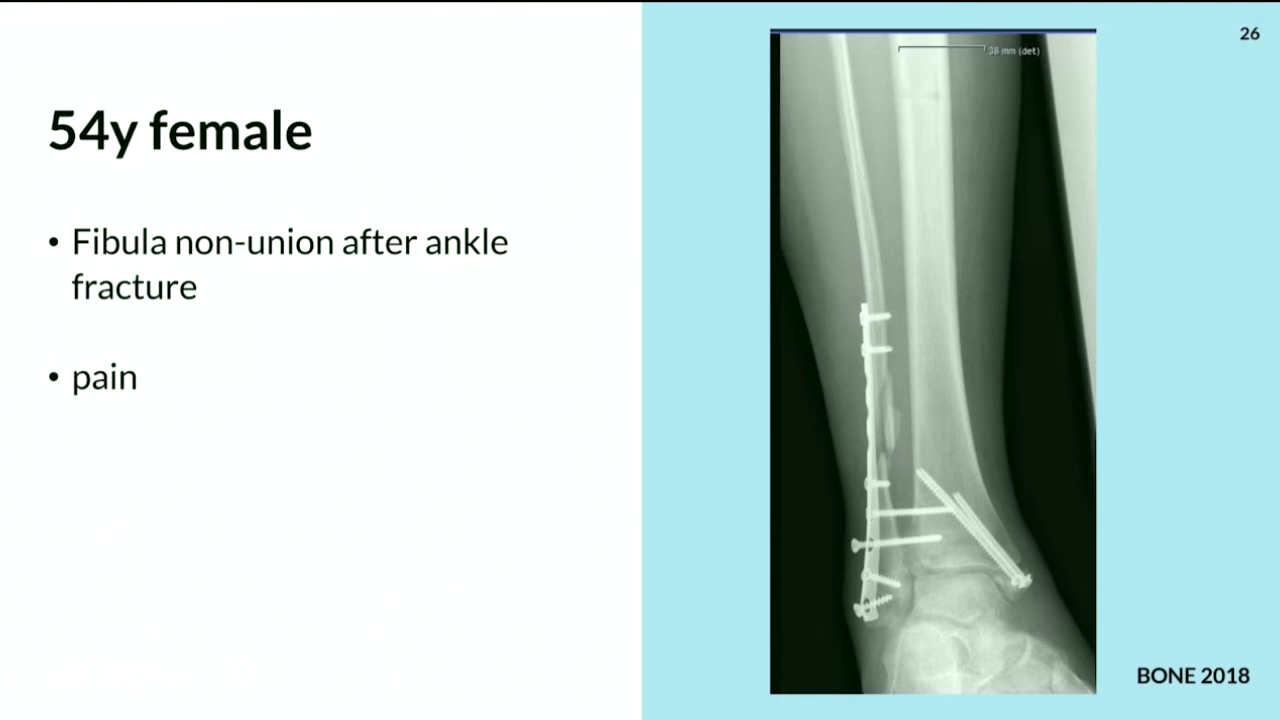 26
54y female
• Fibula non-union after ankle
fracture
• pain
38 mm (det)
BONE 2018